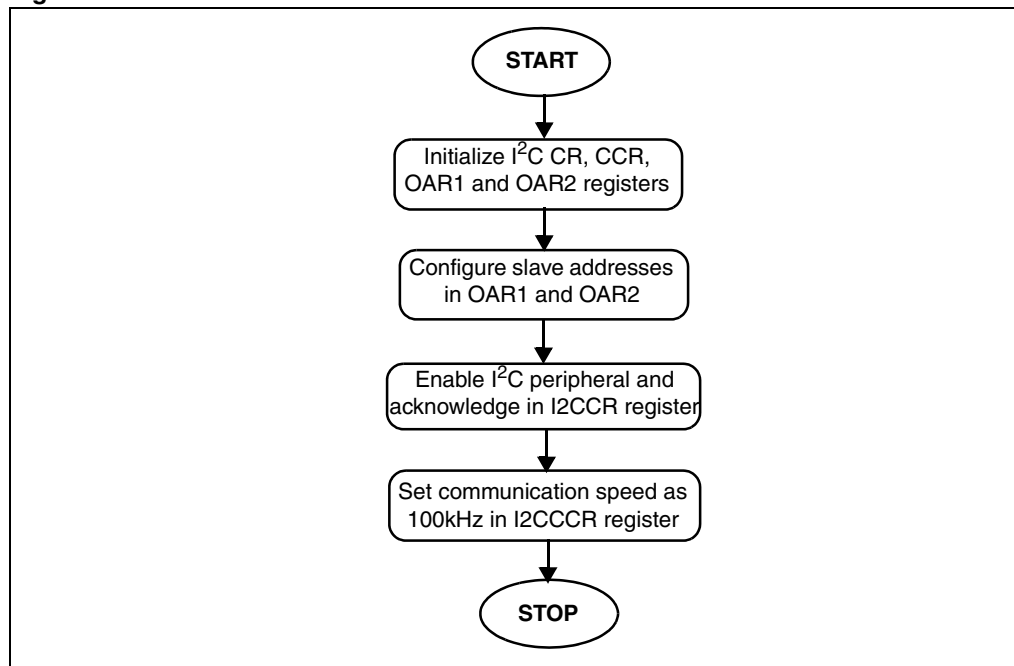 START
Initialize I²C CR, CCR,
OAR1 and OAR2 registers
Configure slave addresses
in OAR1 and OAR2
Enable I²C peripheral and
acknowledge in I2CCR register
Set communication speed as
100kHz in I2CCCR register
STOP